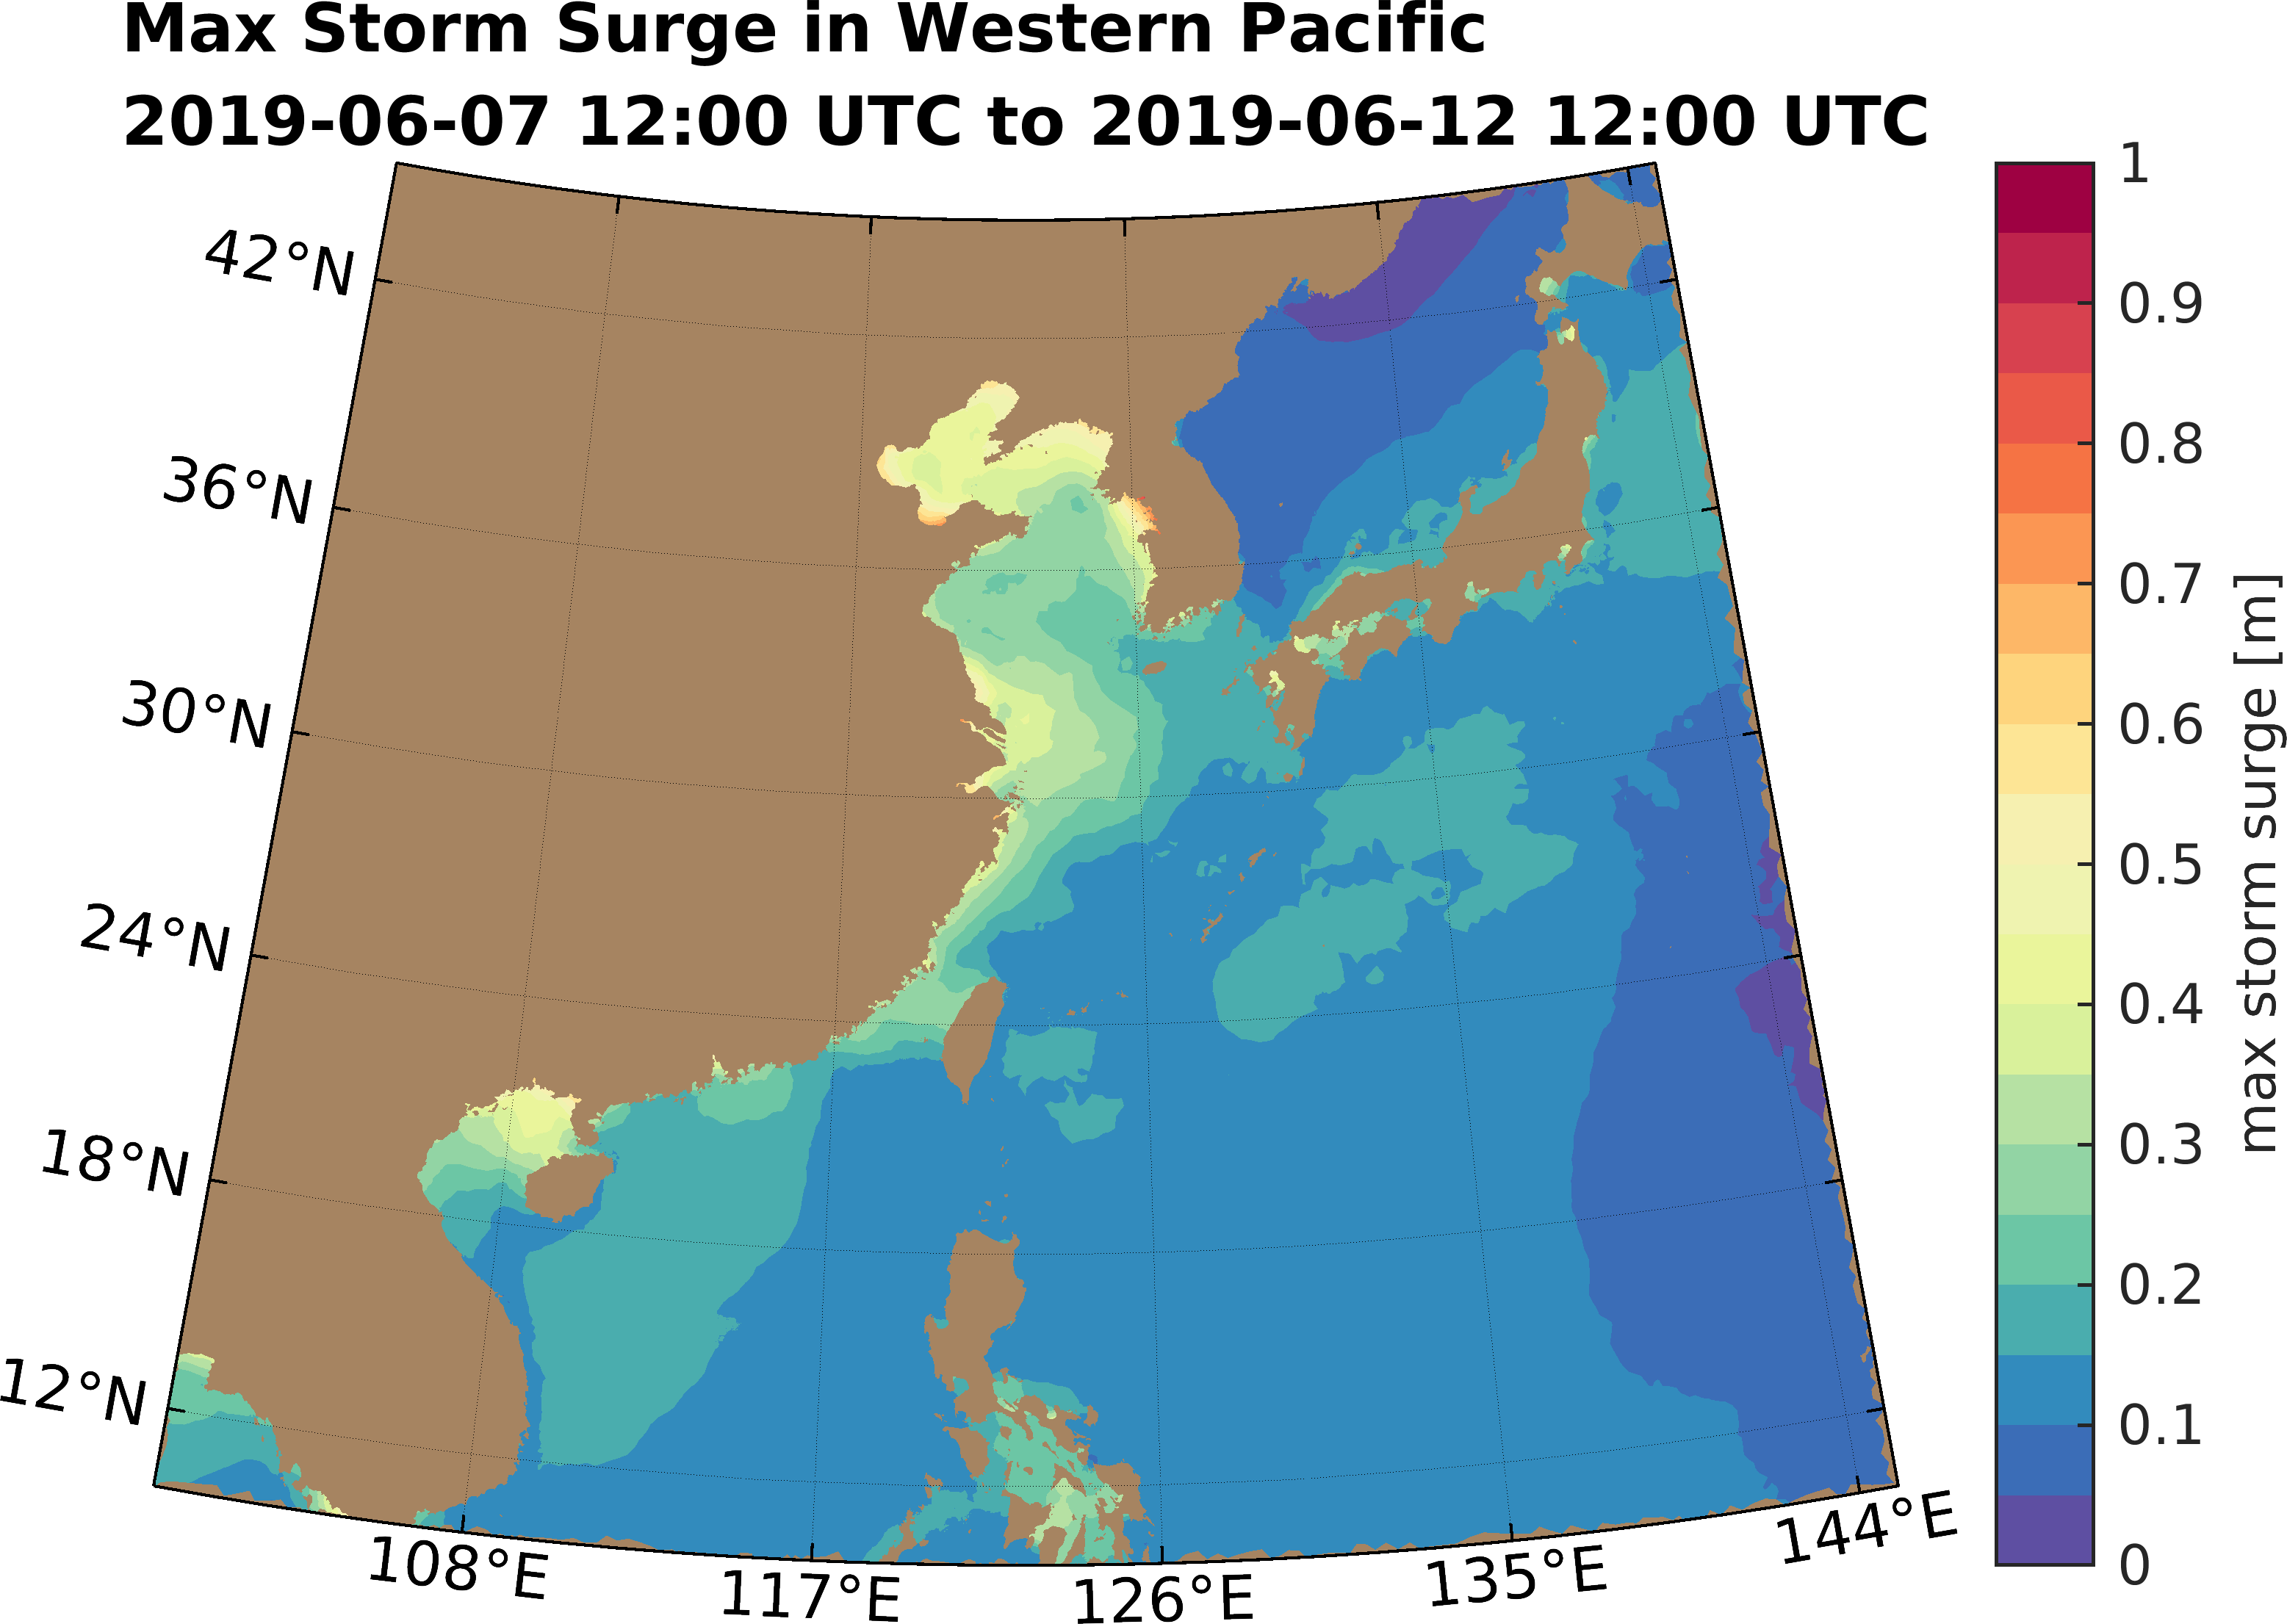 Max Storm Surge in Western Pacific
2019-06-07 12:00 UTC to 2019-06-12 12:00 UTC
42°N
36°N
30°N
24°N
18°N
12°N
108°E
117°E
126°E
135°E
144°E
1
0.9
0.8
0.7
0.6
0.5
0.4
0.3
0.2
0.1
0
max storm surge [m]